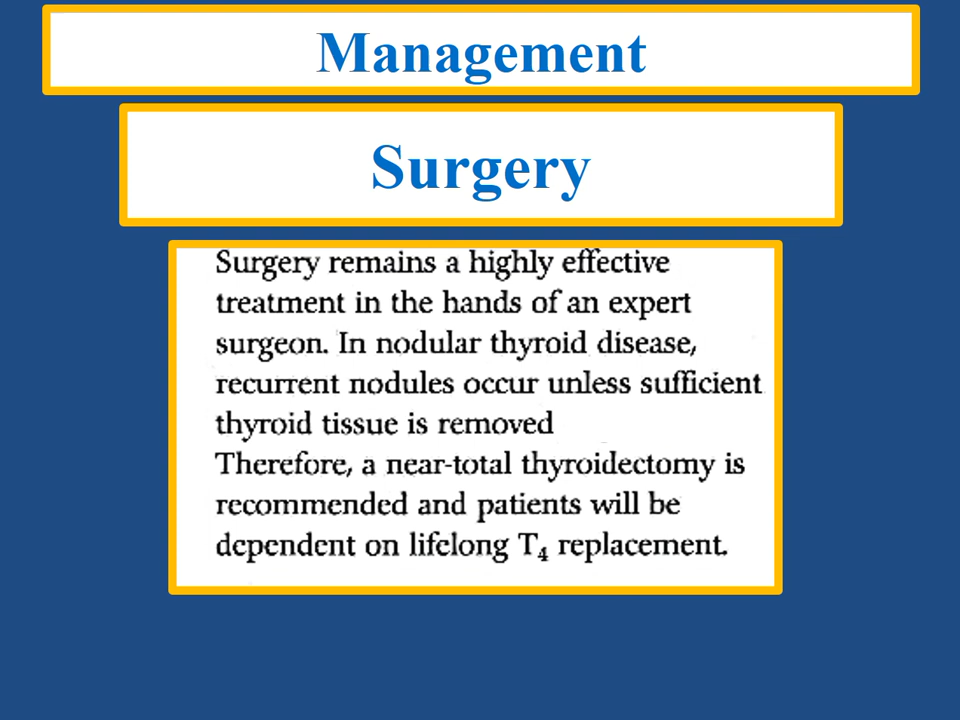 Management
Surgery
Surgery remains a highly effective
treatment in the hands of an expert
surgeon. In nodular thyroid disease,
recurrent nodules occur unless sufficient
thyroid tissue is removed
Therefore, a near-total thyroidectomy is
recommended and patients will be
dependent on lifelong T₄ replacement.